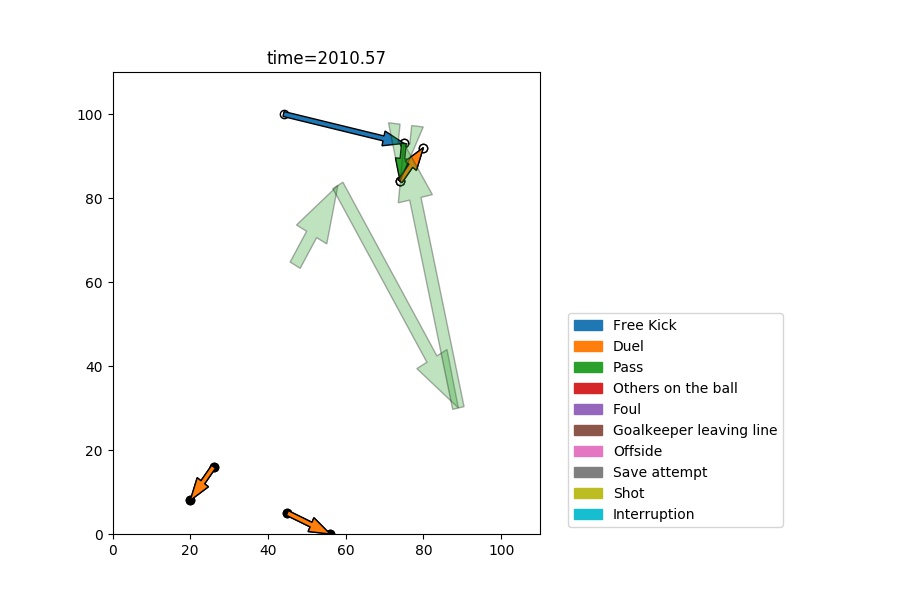 time=2010.57
100
80
60
40
20
0
0 20 40 60 80 100
Free Kick
Duel
Pass
Others on the ball
Foul
Goalkeeper leaving line
Offside
Save attempt
Shot
Interruption